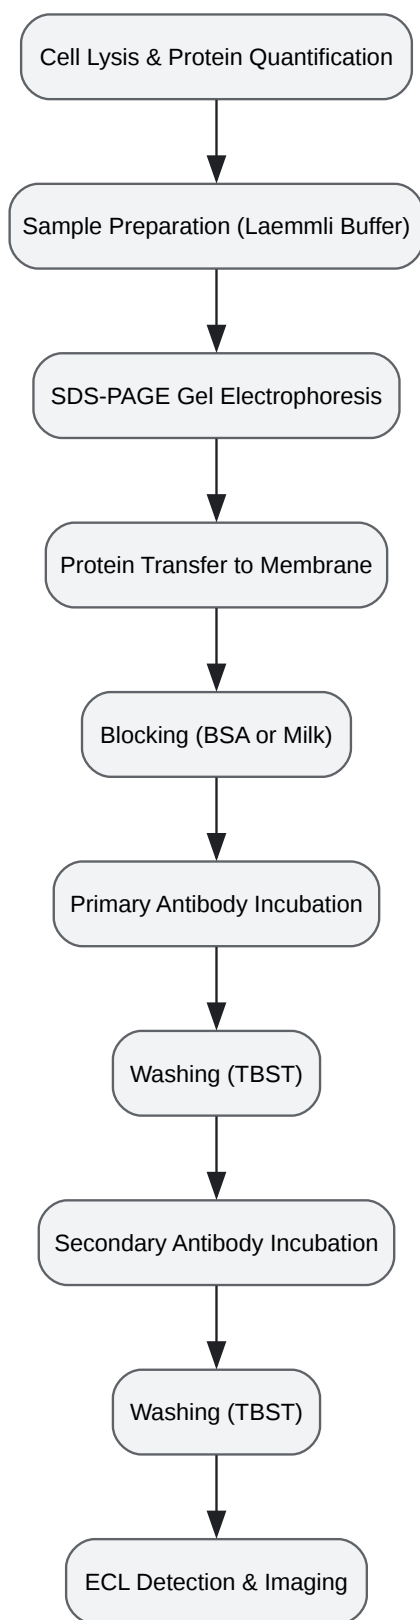 Cell Lysis & Protein Quantification
Sample Preparation (Laemmli Buffer)
SDS-PAGE Gel Electrophoresis
Protein Transfer to Membrane
Blocking (BSA or Milk)
Primary Antibody Incubation
Washing (TBST)
Secondary Antibody Incubation
Washing (TBST)
ECL Detection & Imaging